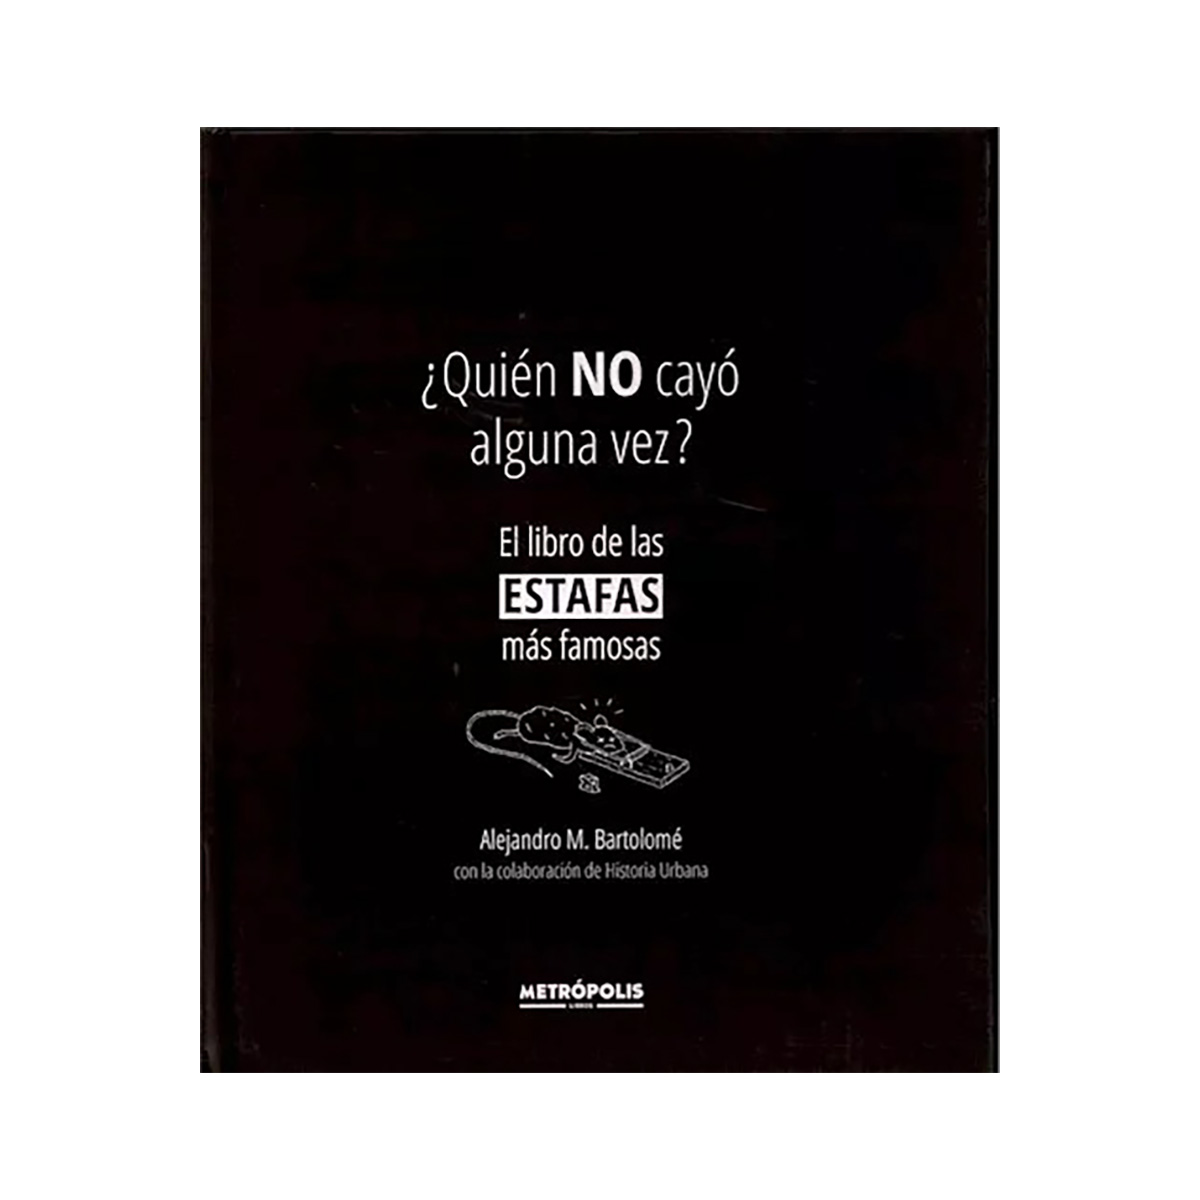 ¿Quién NO cayó
alguna vez?
El libro de las
ESTAFAS
más famosas
Alejandro M. Bartolomé
con la colaboración de Historia Urbana
METRÓPOLIS
LIBROS